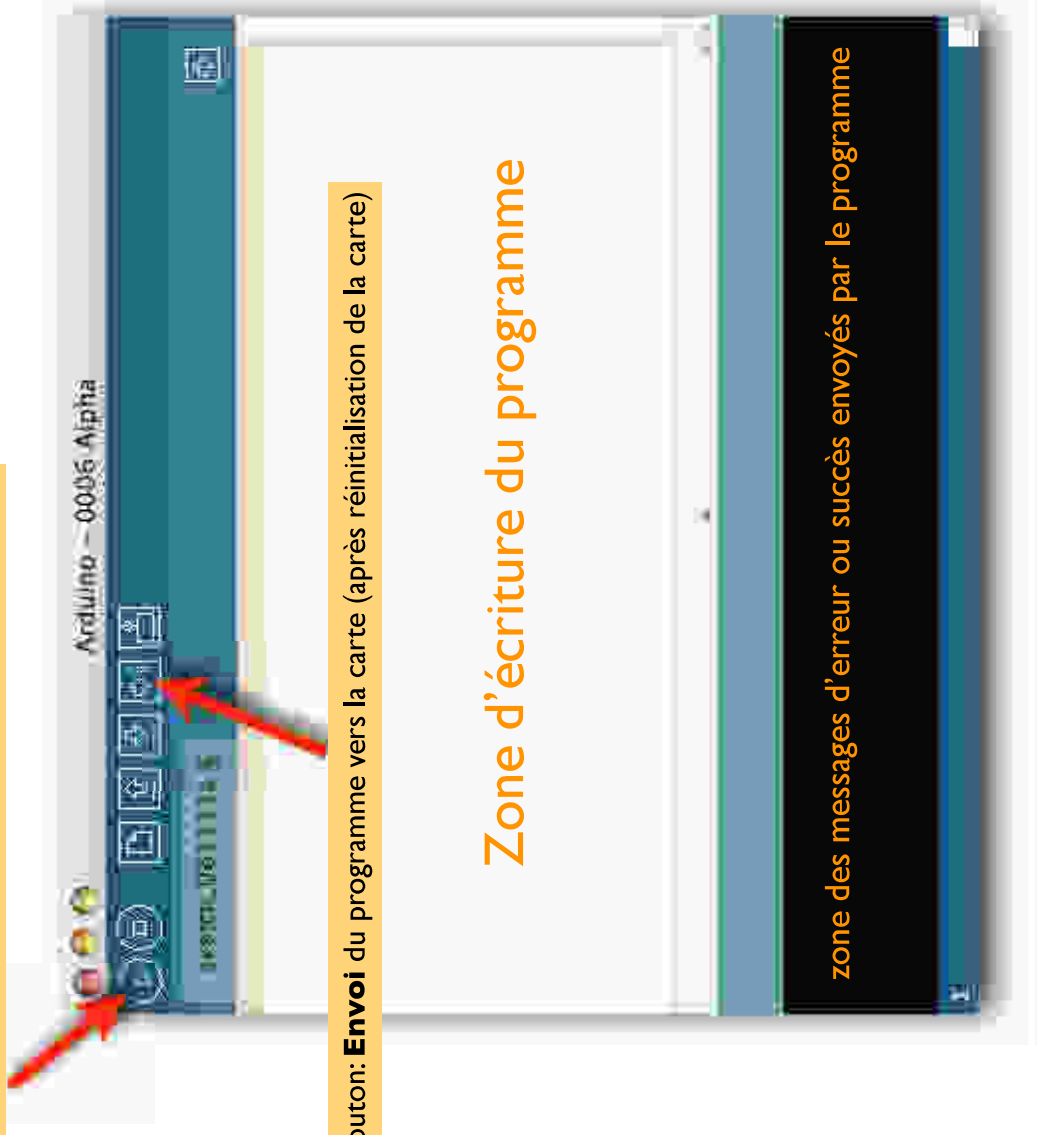 Arduino – 0006 Alpha
outon: Envoi du programme vers la carte (après réinitialisation de la carte)
Zone d'écriture du programme
zone des messages d'erreur ou succès envoyés par le programme
1